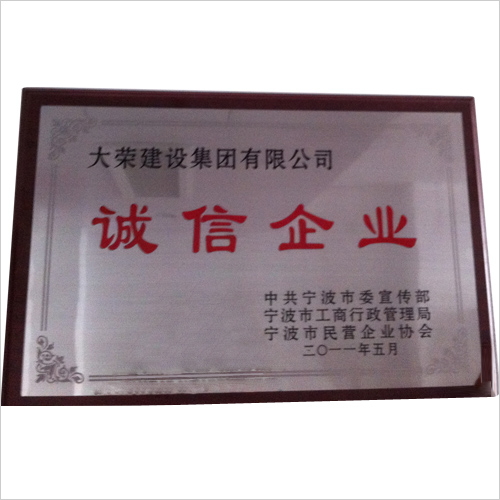 大荣建设集团有限公司
诚信企业
中共宁波市委宣传部
宁波市工商行政管理局
宁波市民营企业协会
二〇一一年五月